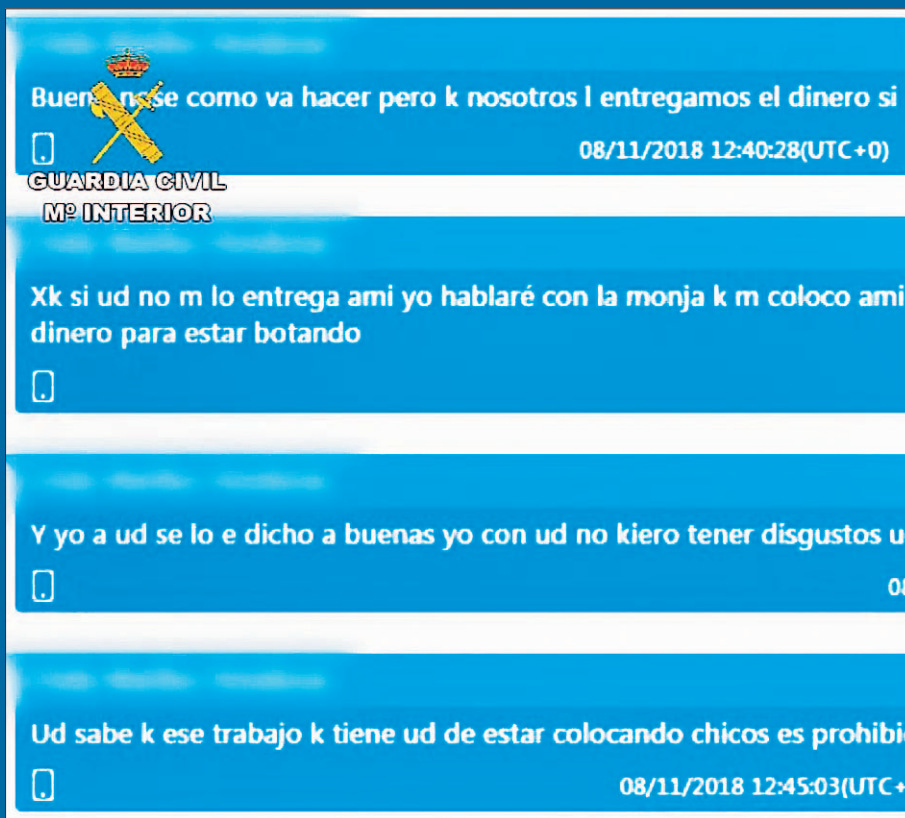 Buen no se como va hacer pero k nosotros l entregamos el dinero si
08/11/2018 12:40:28(UTC+0)
GUARDIA CIVIL
Mº INTERIOR
Xk si ud no m lo entrega ami yo hablaré con la monja k m coloco ami
dinero para estar botando
Y yo a ud se lo e dicho a buenas yo con ud no kiero tener disgustos u
08
Ud sabe k ese trabajo k tiene ud de estar colocando chicos es prohibi
08/11/2018 12:45:03(UTC+